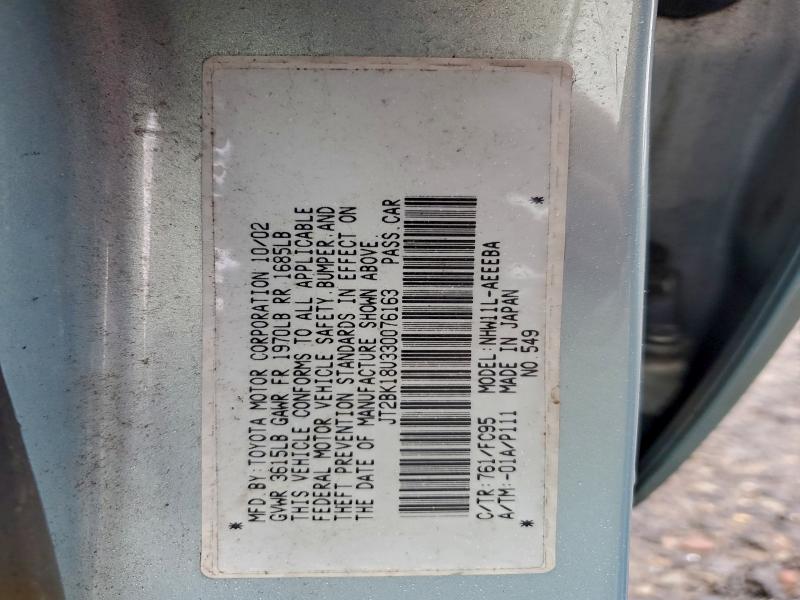 MFD.BY:TOYOTA MOTOR CORPORATION 10/02
GVWR 3615LB GAWR FR 1970LB RR 1685LB
THIS VEHICLE CONFORMS TO ALL APPLICABLE
FEDERAL MOTOR VEHICLE SAFETY,BUMPER,AND
THEFT PREVENTION STANDARDS IN EFFECT ON
THE DATE OF MANUFACTURE SHOWN ABOVE.
JT2BK18U330076163 PASS.CAR
C/TR:761/FC95 MODEL:NHW11L-AEEEBA
A/TM:-01A/P111 MADE IN JAPAN
NO.549